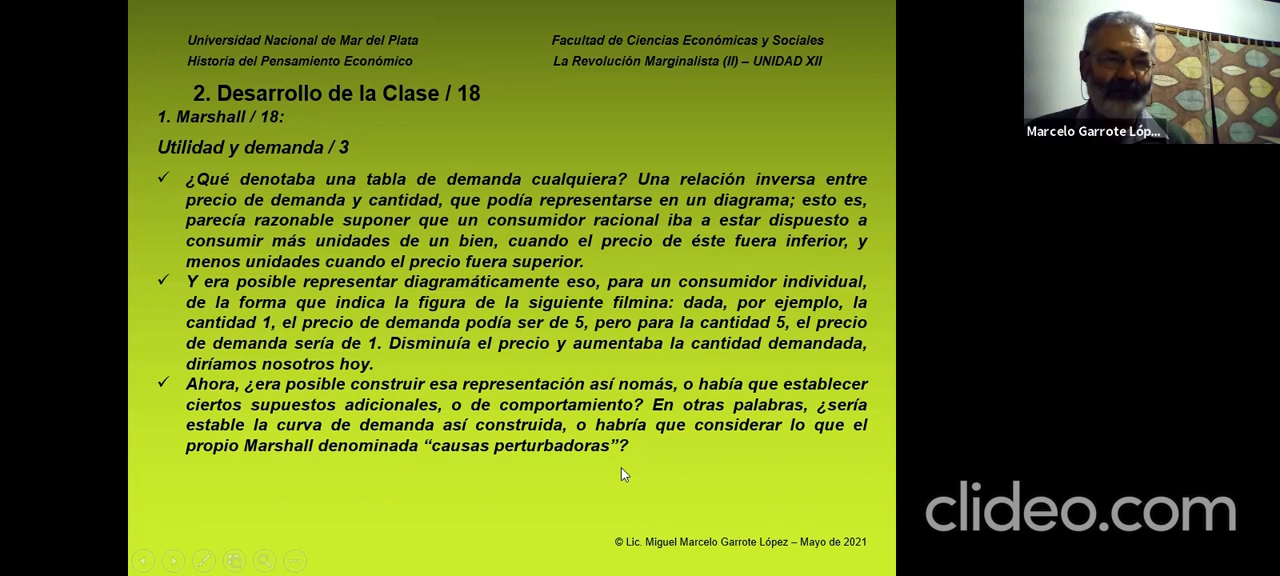 Universidad Nacional de Mar del Plata
Facultad de Ciencias Económicas y Sociales
Historia del Pensamiento Económico
La Revolución Marginalista (II) – UNIDAD XII
2. Desarrollo de la Clase / 18
1. Marshall / 18:
Utilidad y demanda / 3
✓ ¿Qué denotaba una tabla de demanda cualquiera? Una relación inversa entre
precio de demanda y cantidad, que podía representarse en un diagrama; esto es,
parecía razonable suponer que un consumidor racional iba a estar dispuesto a
consumir más unidades de un bien, cuando el precio de éste fuera inferior, y
menos unidades cuando el precio fuera superior.
✓ Y era posible representar diagramáticamente eso, para un consumidor individual,
de la forma que indica la figura de la siguiente filmina: dada, por ejemplo, la
cantidad 1, el precio de demanda podía ser de 5, pero para la cantidad 5, el precio
de demanda sería de 1. Disminuía el precio y aumentaba la cantidad demandada,
diríamos nosotros hoy.
✓ Ahora, ¿era posible construir esa representación así nomás, o había que establecer
ciertos supuestos adicionales, o de comportamiento? En otras palabras, ¿sería
estable la curva de demanda así construida, o habría que considerar lo que el
propio Marshall denominada “causas perturbadoras”?
© Lic. Miguel Marcelo Garrote López – Mayo de 2021
Marcelo Garrote Lóp...
clideo.com